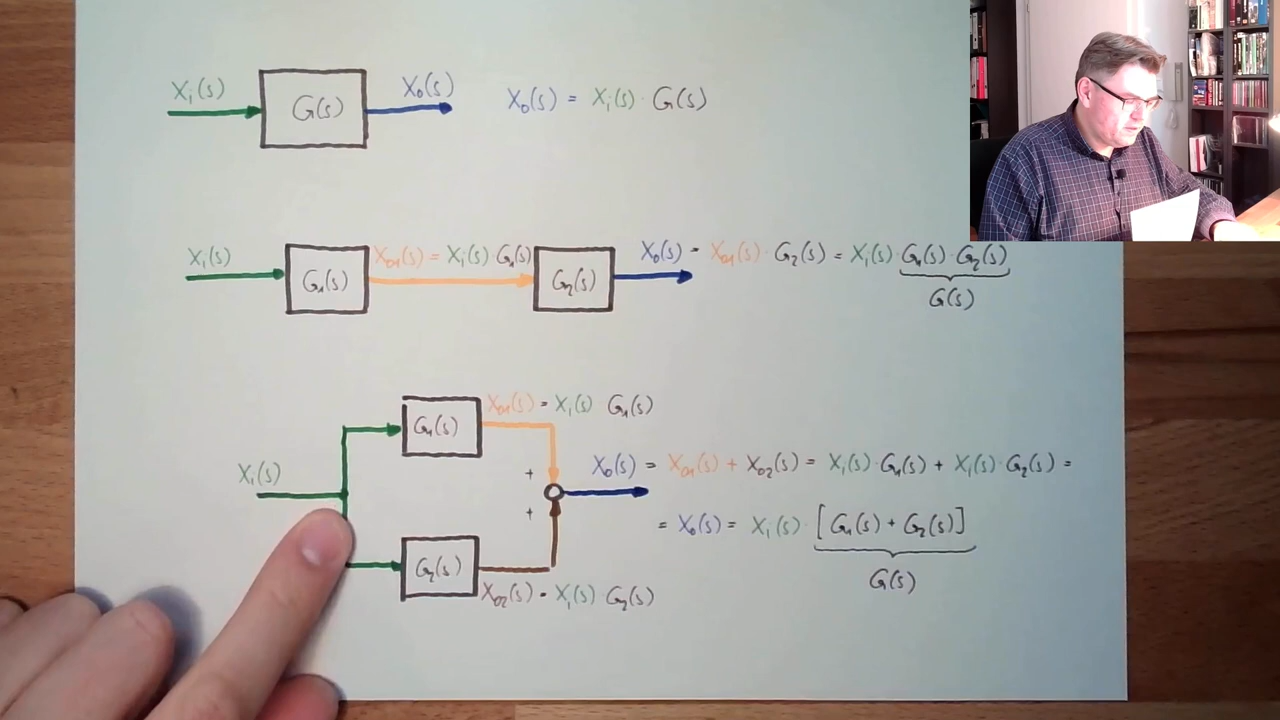 Xi(s) G(s) Xo(s) Xo(s) = Xi(s) · G(s)
Xi(s) G1(s) Xo1(s) = Xi(s) · G1(s) G2(s) Xo(s) = Xo1(s) · G2(s) = Xi(s) · G1(s) · G2(s)
G(s)
Xo1(s) = Xi(s) G1(s)
G1(s)
Xi(s) + Xo(s) = Xo1(s) + Xo2(s) = Xi(s) · G1(s) + Xi(s) · G2(s) =
+ = Xo(s) = Xi(s) · [G1(s) + G2(s)]
G2(s) G(s)
Xo2(s) = Xi(s) G2(s)